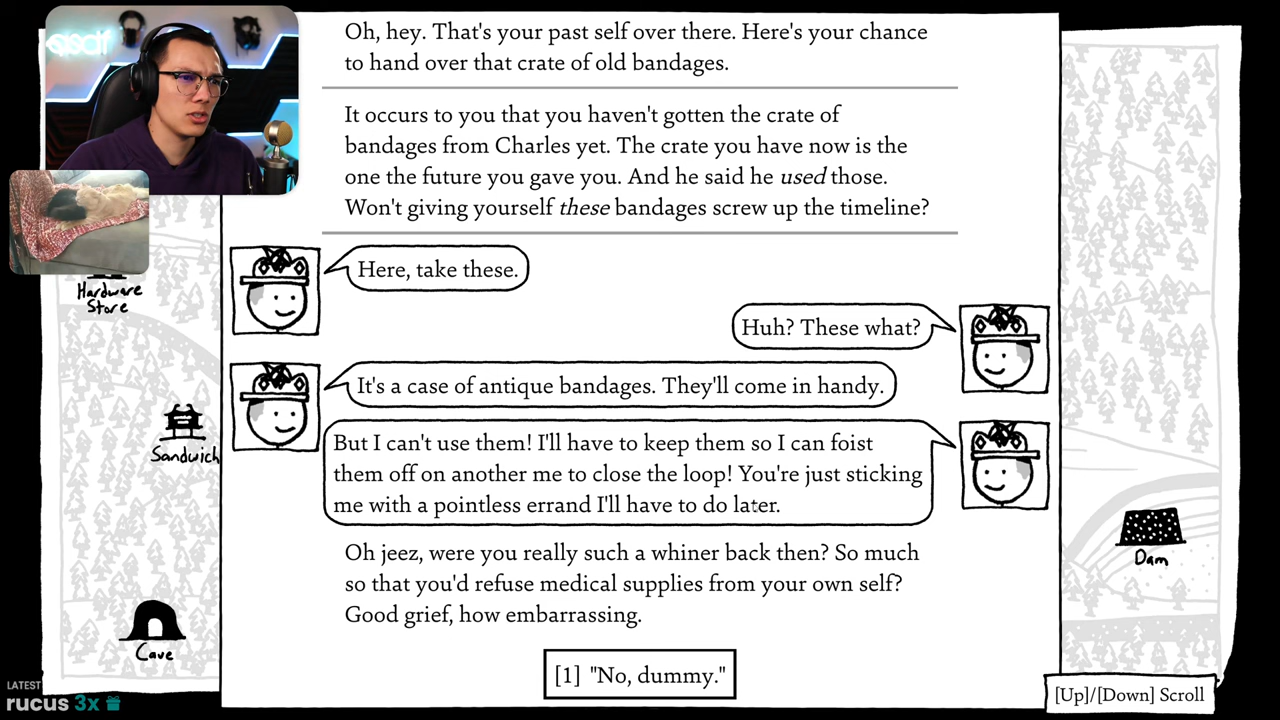 Oh, hey. That's your past self over there. Here's your chance
to hand over that crate of old bandages.
It occurs to you that you haven't gotten the crate of
bandages from Charles yet. The crate you have now is the
one the future you gave you. And he said he used those.
Won't giving yourself these bandages screw up the timeline?
Here, take these.
Huh? These what?
It's a case of antique bandages. They'll come in handy.
But I can't use them! I'll have to keep them so I can foist
them off on another me to close the loop! You're just sticking
me with a pointless errand I'll have to do later.
Oh jeez, were you really such a whiner back then? So much
so that you'd refuse medical supplies from your own self?
Good grief, how embarrassing.
[1] "No, dummy."
Hardware
Store
Sandwich
Cave
Dam
LATEST
rucus 3x
[Up]/[Down] Scroll